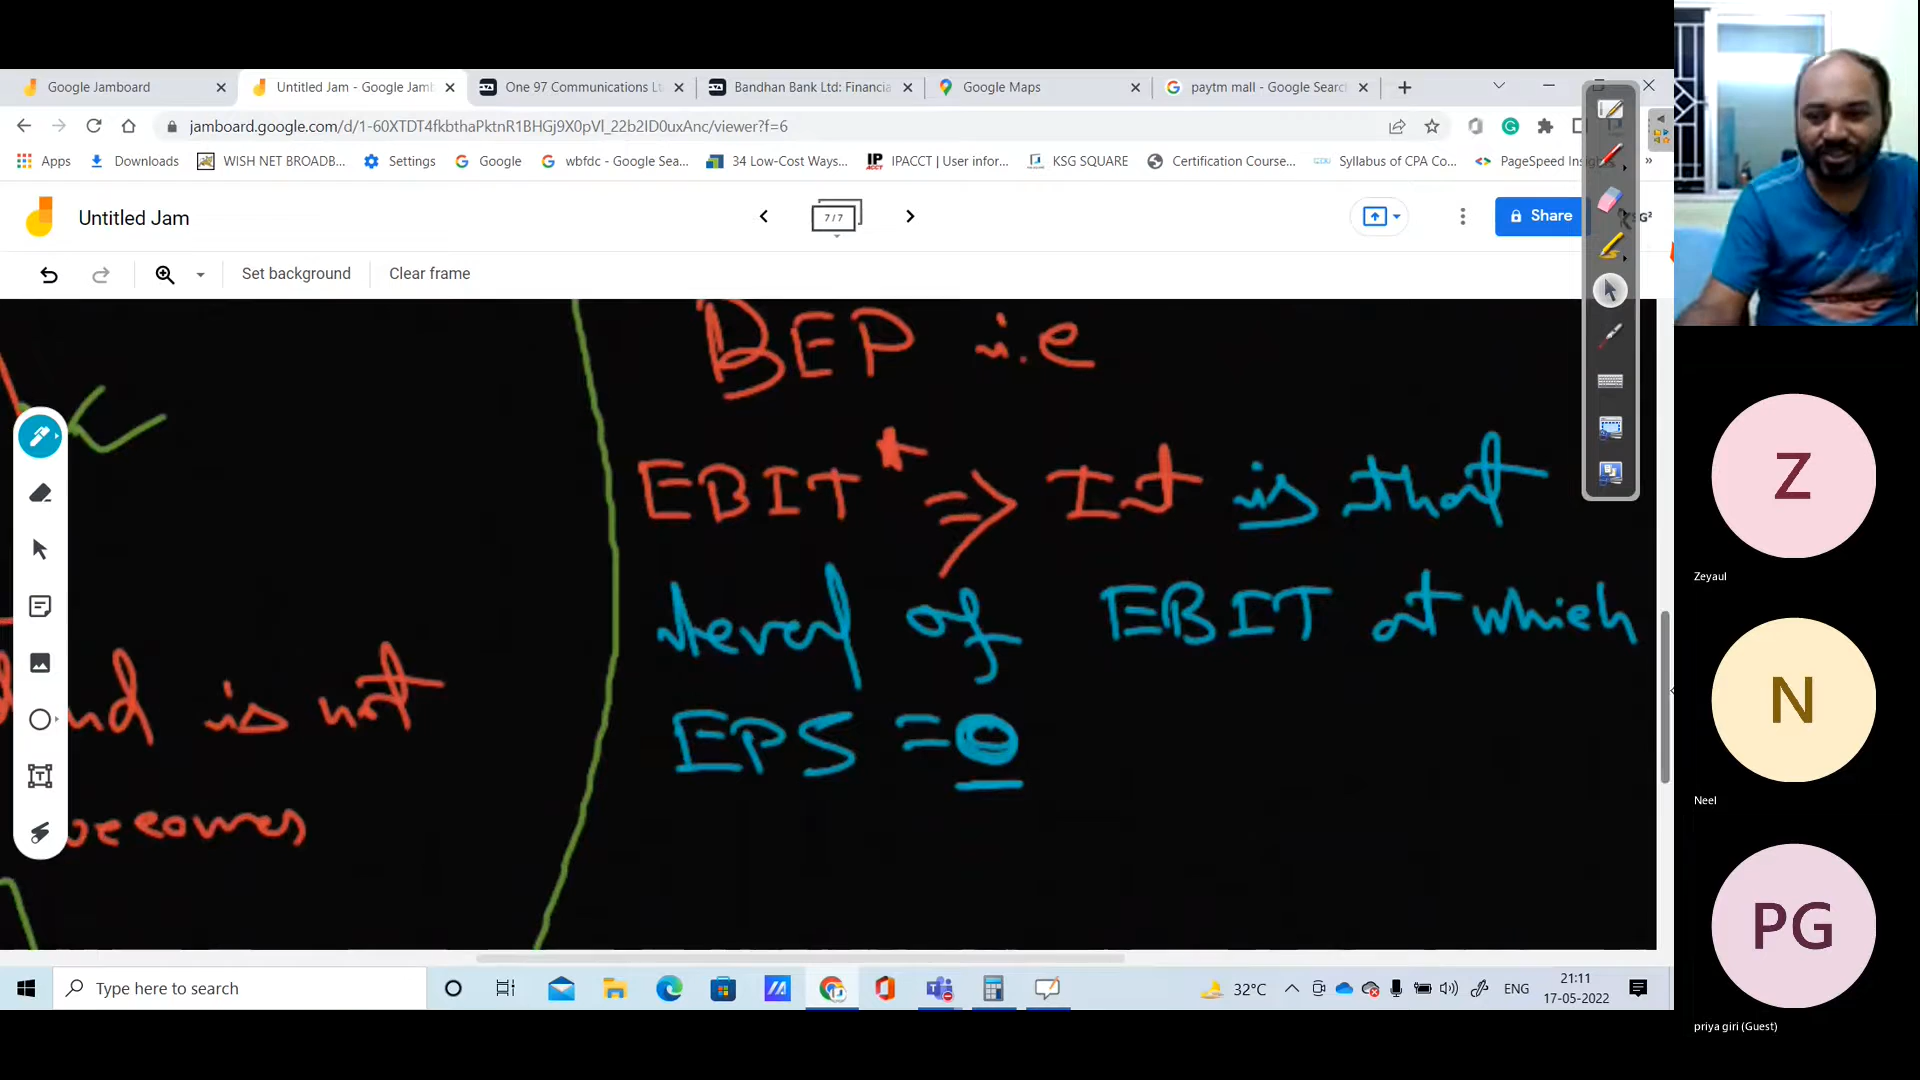 Google Jamboard
Untitled Jam - Google Jamb
One 97 Communications Lt
Bandhan Bank Ltd: Financia
Google Maps
paytm mall - Google Search
jamboard.google.com/d/1-60XTDT4fkbthaPktnR1BHGj9X0pVl_22b2ID0uxAnc/viewer?f=6
Apps
Downloads
WISH NET BROADB...
Settings
Google
wbfdc - Google Sea...
34 Low-Cost Ways...
IPACCT | User infor...
KSG SQUARE
Certification Course...
Syllabus of CPA Co...
PageSpeed Insig
Untitled Jam
7/7
Share
Set background
Clear frame
BEP i.e
EBIT* => It is that
level of EBIT at which
EPS = 0
is not
becomes
Type here to search
32°C
ENG
21:11
17-05-2022
Z
Zeyaul
N
Neel
PG
priya giri (Guest)